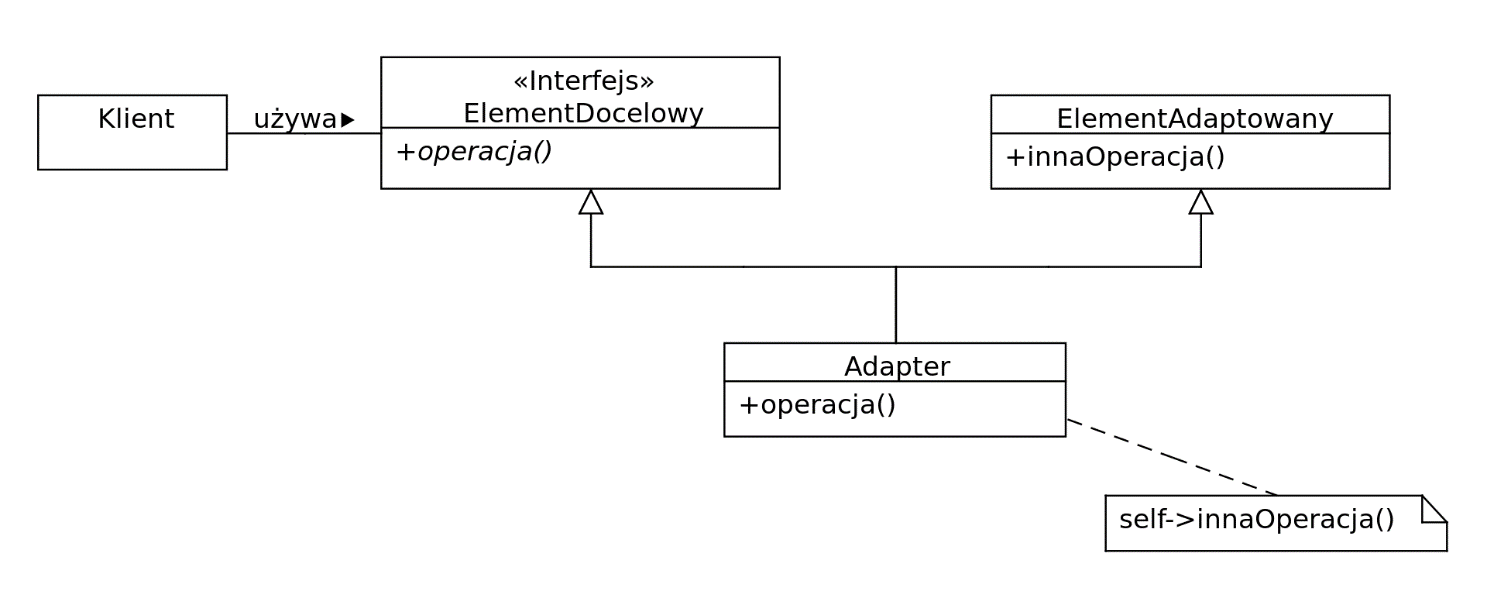 Klient
używa►
«Interfejs»
ElementDocelowy
+operacja()
ElementAdaptowany
+innaOperacja()
Adapter
+operacja()
self->innaOperacja()